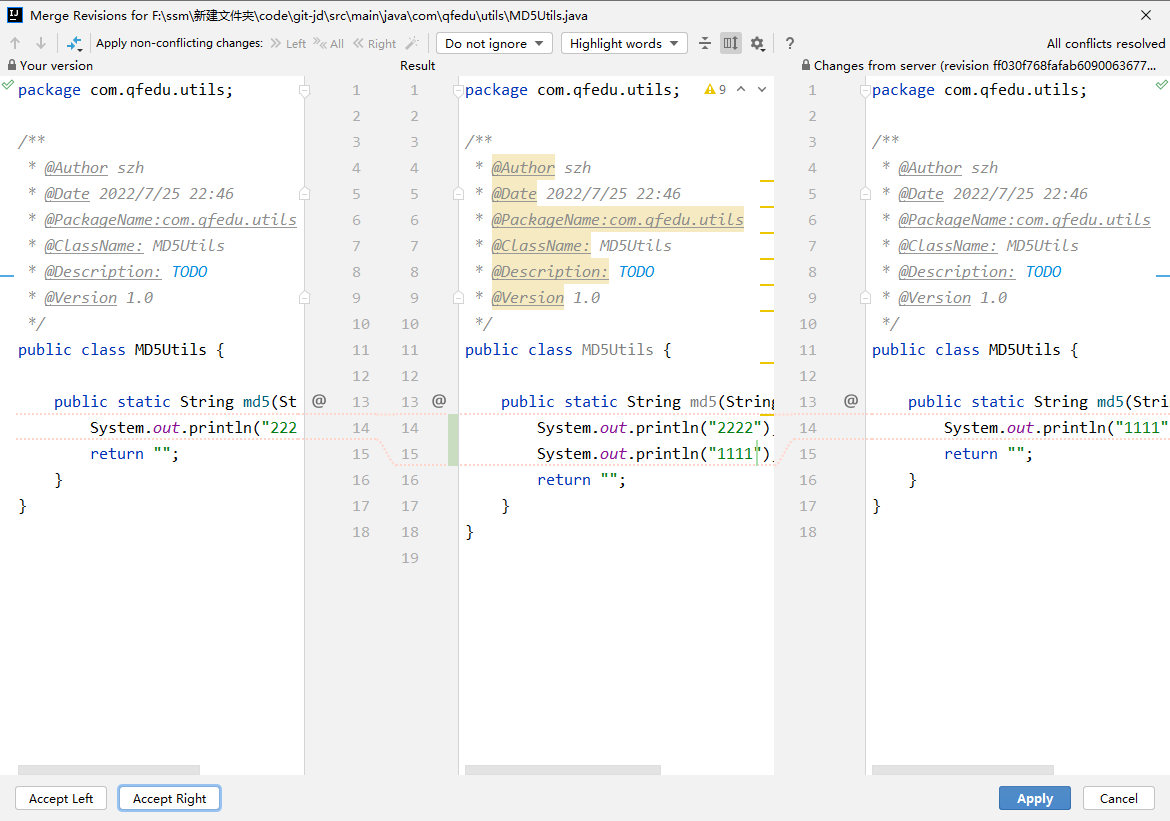 Merge Revisions for F:\ssm\新建文件夹\code\git-jd\src\main\java\com\qfedu\utils\MD5Utils.java
Apply non-conflicting changes: Left All Right Do not ignore Highlight words ? All conflicts resolved
Your version
Result
Changes from server (revision ff030f768fafab6090063677...
package com.qfedu.utils;
/**
* @Author szh
* @Date 2022/7/25 22:46
* @PackageName:com.qfedu.utils
* @ClassName: MD5Utils
* @Description: TODO
* @Version 1.0
*/
public class MD5Utils {
public static String md5(St
System.out.println("222
return "";
}
}
@
1
2
3
4
5
6
7
8
9
10
11
12
13
14
15
16
17
18
1
2
3
4
5
6
7
8
9
10
11
12
13
14
15
16
17
18
19
@
package com.qfedu.utils;
9
/**
* @Author szh
* @Date 2022/7/25 22:46
* @PackageName:com.qfedu.utils
* @ClassName: MD5Utils
* @Description: TODO
* @Version 1.0
*/
public class MD5Utils {
public static String md5(String
System.out.println("2222")
System.out.println("1111")
return "";
}
}
1
2
3
4
5
6
7
8
9
10
11
12
13
14
15
16
17
18
@
package com.qfedu.utils;
/**
* @Author szh
* @Date 2022/7/25 22:46
* @PackageName:com.qfedu.utils
* @ClassName: MD5Utils
* @Description: TODO
* @Version 1.0
*/
public class MD5Utils {
public static String md5(Stri
System.out.println("1111"
return "";
}
}
Accept Left
Accept Right
Apply
Cancel